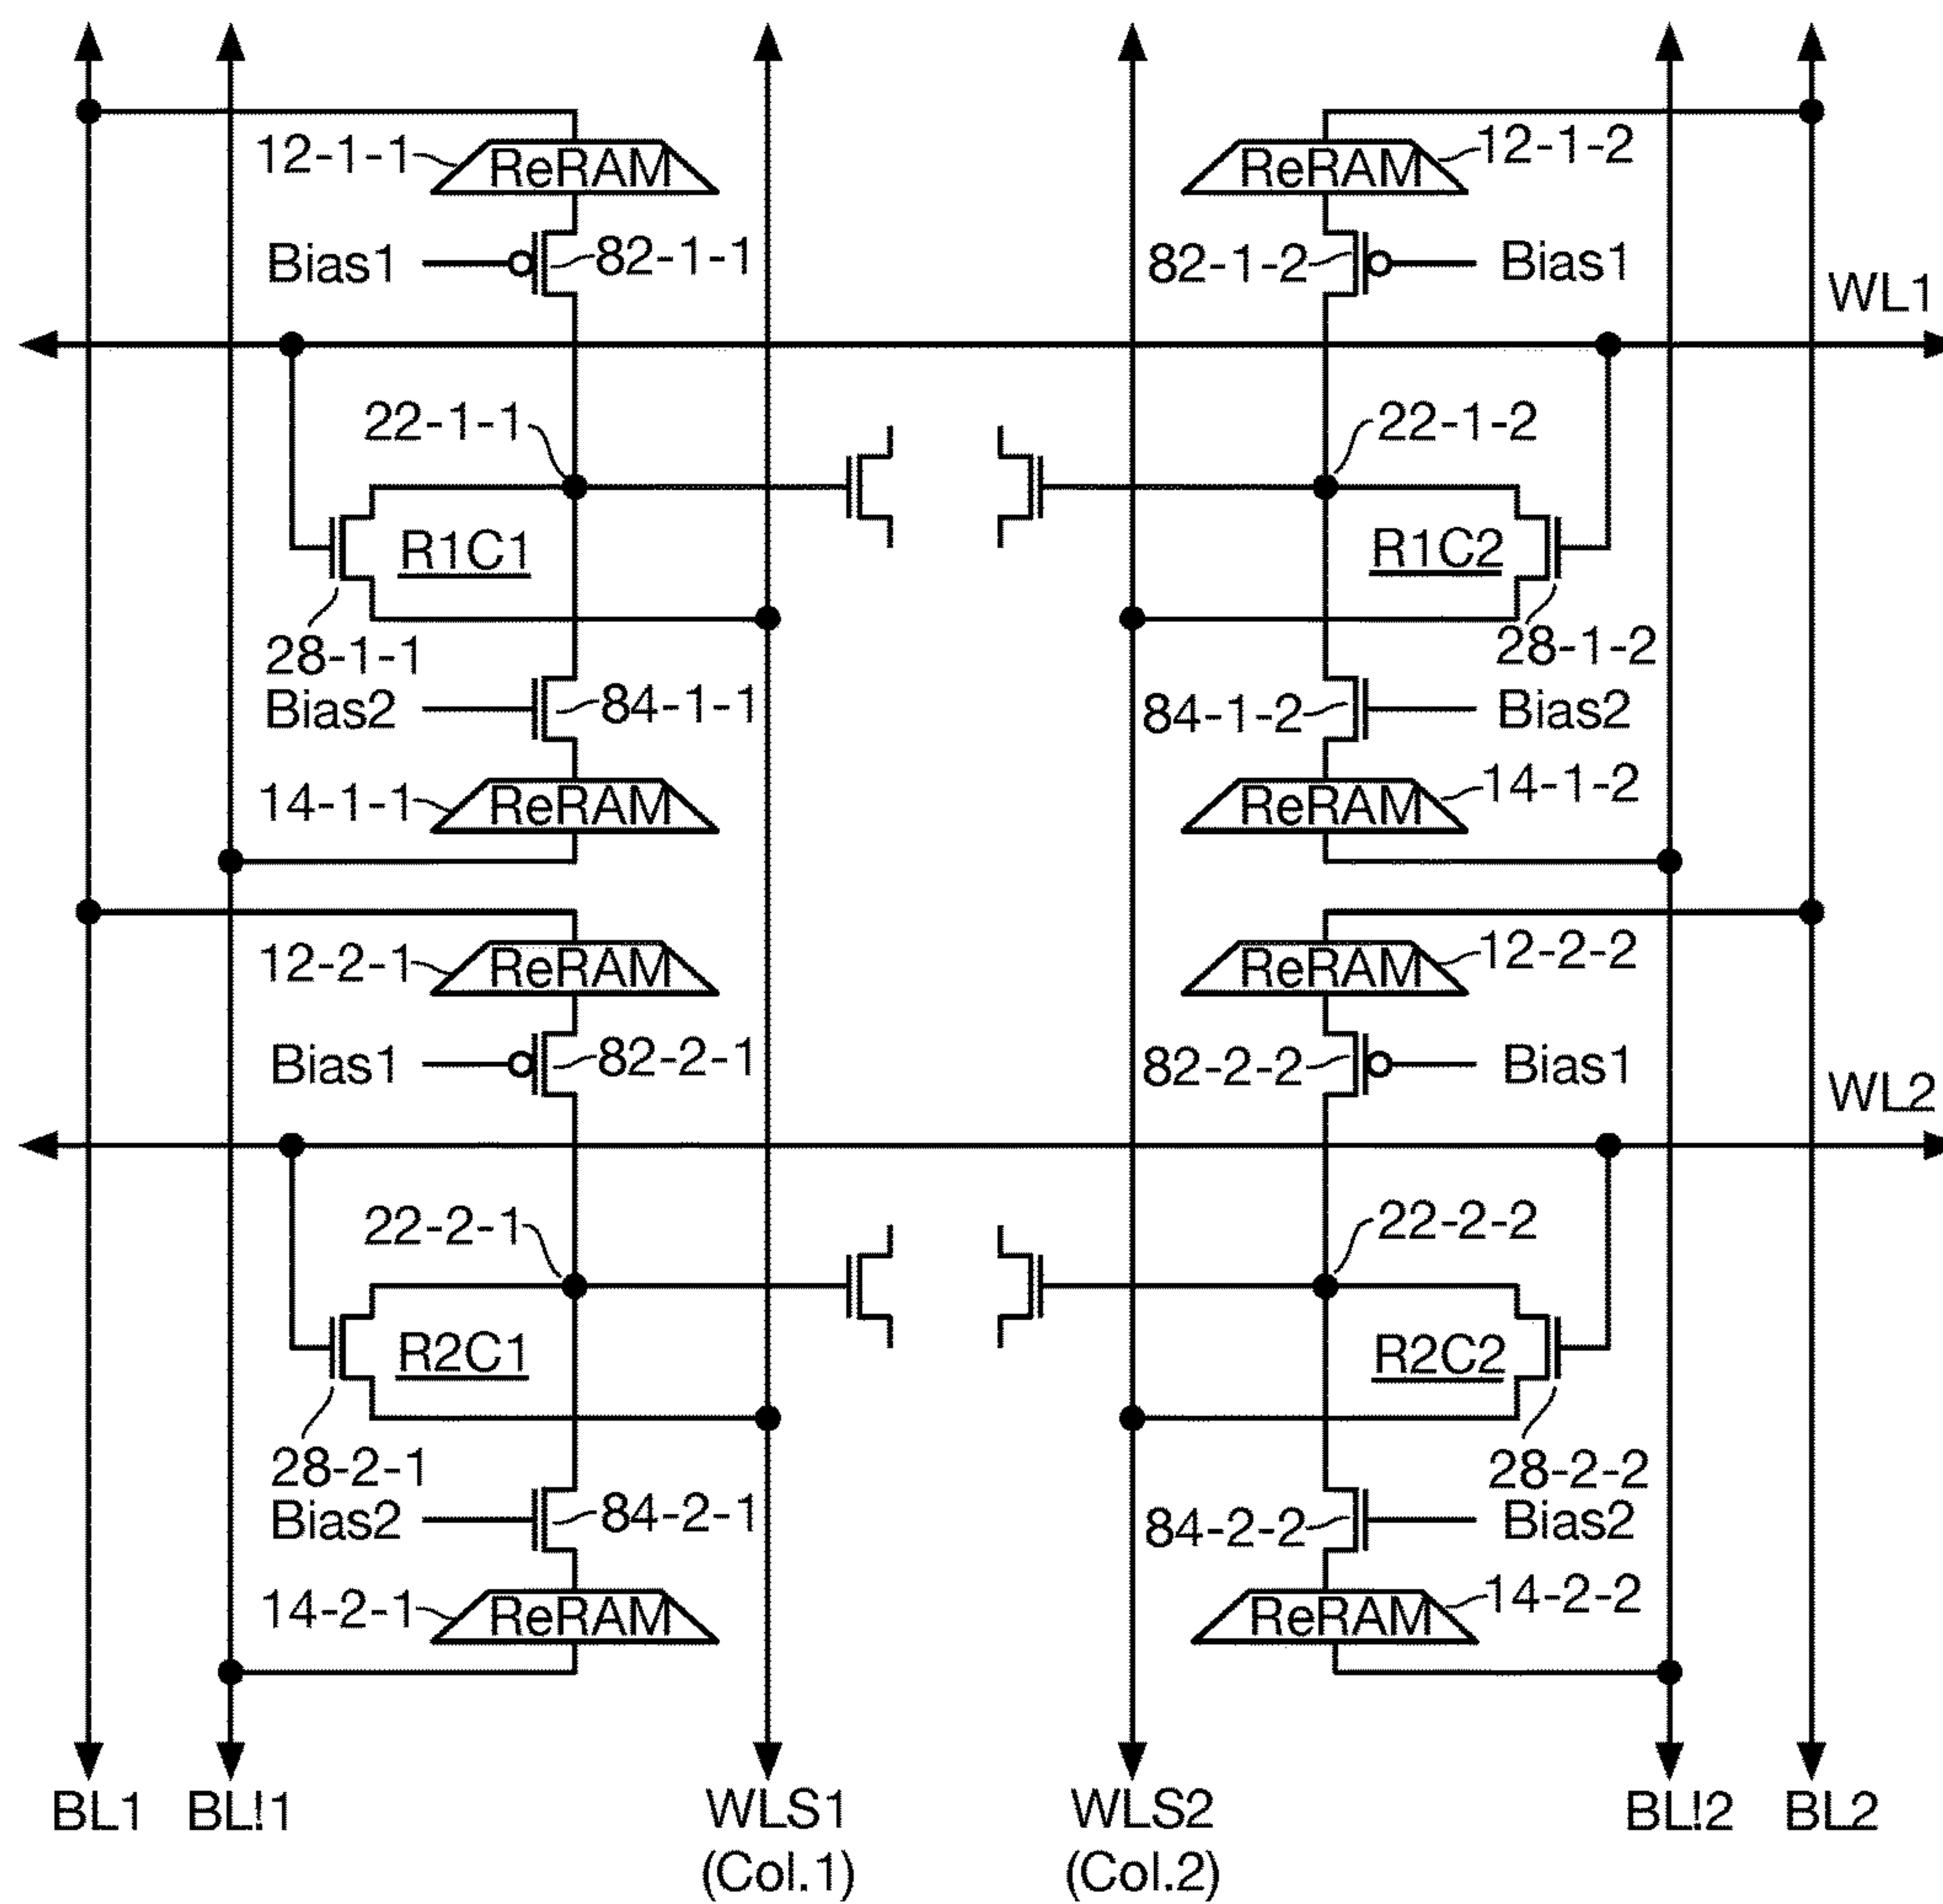 12-1-1
ReRAM
ReRAM
12-1-2
Bias1
82-1-1
82-1-2
Bias1
WL1
22-1-1
22-1-2
R1C1
R1C2
28-1-1
28-1-2
Bias2
84-1-1
84-1-2
Bias2
14-1-1
ReRAM
ReRAM
14-1-2
12-2-1
ReRAM
ReRAM
12-2-2
Bias1
82-2-1
82-2-2
Bias1
WL2
22-2-1
22-2-2
R2C1
R2C2
28-2-1
28-2-2
Bias2
84-2-1
84-2-2
Bias2
14-2-1
ReRAM
ReRAM
14-2-2
BL1
BL!1
WLS1
(Col.1)
WLS2
(Col.2)
BL!2
BL2